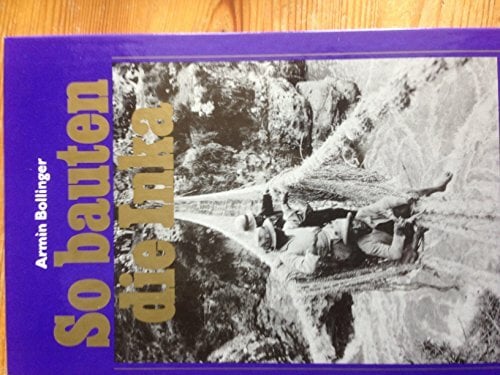 Armin Bollinger
So bauten
die Inka